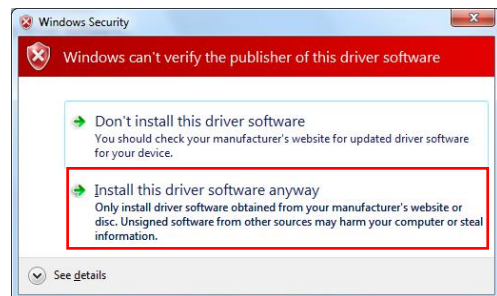 Windows Security
Windows can't verify the publisher of this driver software
Don't install this driver software
You should check your manufacturer's website for updated driver software
for your device.
Install this driver software anyway
Only install driver software obtained from your manufacturer's website or
disc. Unsigned software from other sources may harm your computer or steal
information.
See details